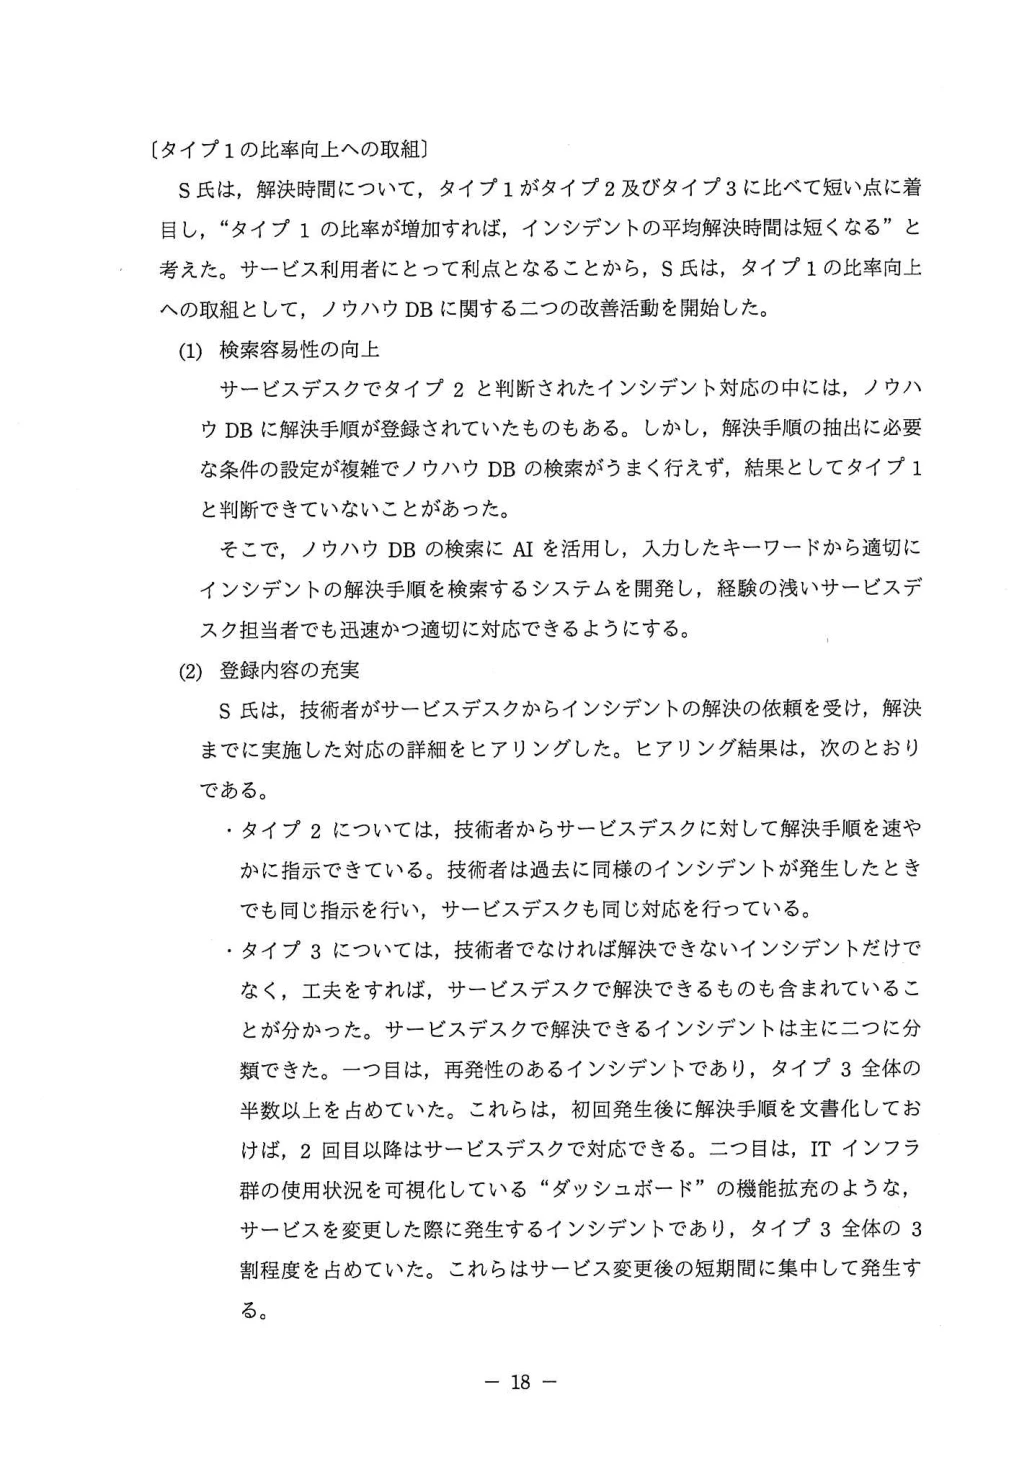 〔タイプ1の比率向上への取組〕
S氏は，解決時間について，タイプ1がタイプ2及びタイプ3に比べて短い点に着
目し，“タイプ 1 の比率が増加すれば，インシデントの平均解決時間は短くなる”と
考えた。サービス利用者にとって利点となることから，S氏は，タイプ1の比率向上
への取組として，ノウハウ DB に関する二つの改善活動を開始した。
(1) 検索容易性の向上
サービスデスクでタイプ 2 と判断されたインシデント対応の中には，ノウハ
ウ DB に解決手順が登録されていたものもある。しかし，解決手順の抽出に必要
な条件の設定が複雑でノウハウ DB の検索がうまく行えず，結果としてタイプ 1
と判断できていないことがあった。
そこで，ノウハウ DB の検索に AI を活用し，入力したキーワードから適切に
インシデントの解決手順を検索するシステムを開発し，経験の浅いサービスデ
スク担当者でも迅速かつ適切に対応できるようにする。
(2) 登録内容の充実
S 氏は，技術者がサービスデスクからインシデントの解決の依頼を受け，解決
までに実施した対応の詳細をヒアリングした。ヒアリング結果は，次のとおり
である。
・タイプ 2 については，技術者からサービスデスクに対して解決手順を速や
かに指示できている。技術者は過去に同様のインシデントが発生したとき
でも同じ指示を行い，サービスデスクも同じ対応を行っている。
・タイプ 3 については，技術者でなければ解決できないインシデントだけで
なく，工夫をすれば，サービスデスクで解決できるものも含まれているこ
とが分かった。サービスデスクで解決できるインシデントは主に二つに分
類できた。一つ目は，再発性のあるインシデントであり，タイプ 3 全体の
半数以上を占めていた。これらは，初回発生後に解決手順を文書化してお
けば，2 回目以降はサービスデスクで対応できる。二つ目は，IT インフラ
群の使用状況を可視化している“ダッシュボード”の機能拡充のような，
サービスを変更した際に発生するインシデントであり，タイプ 3 全体の 3
割程度を占めていた。これらはサービス変更後の短期間に集中して発生す
る。
－ 18 －